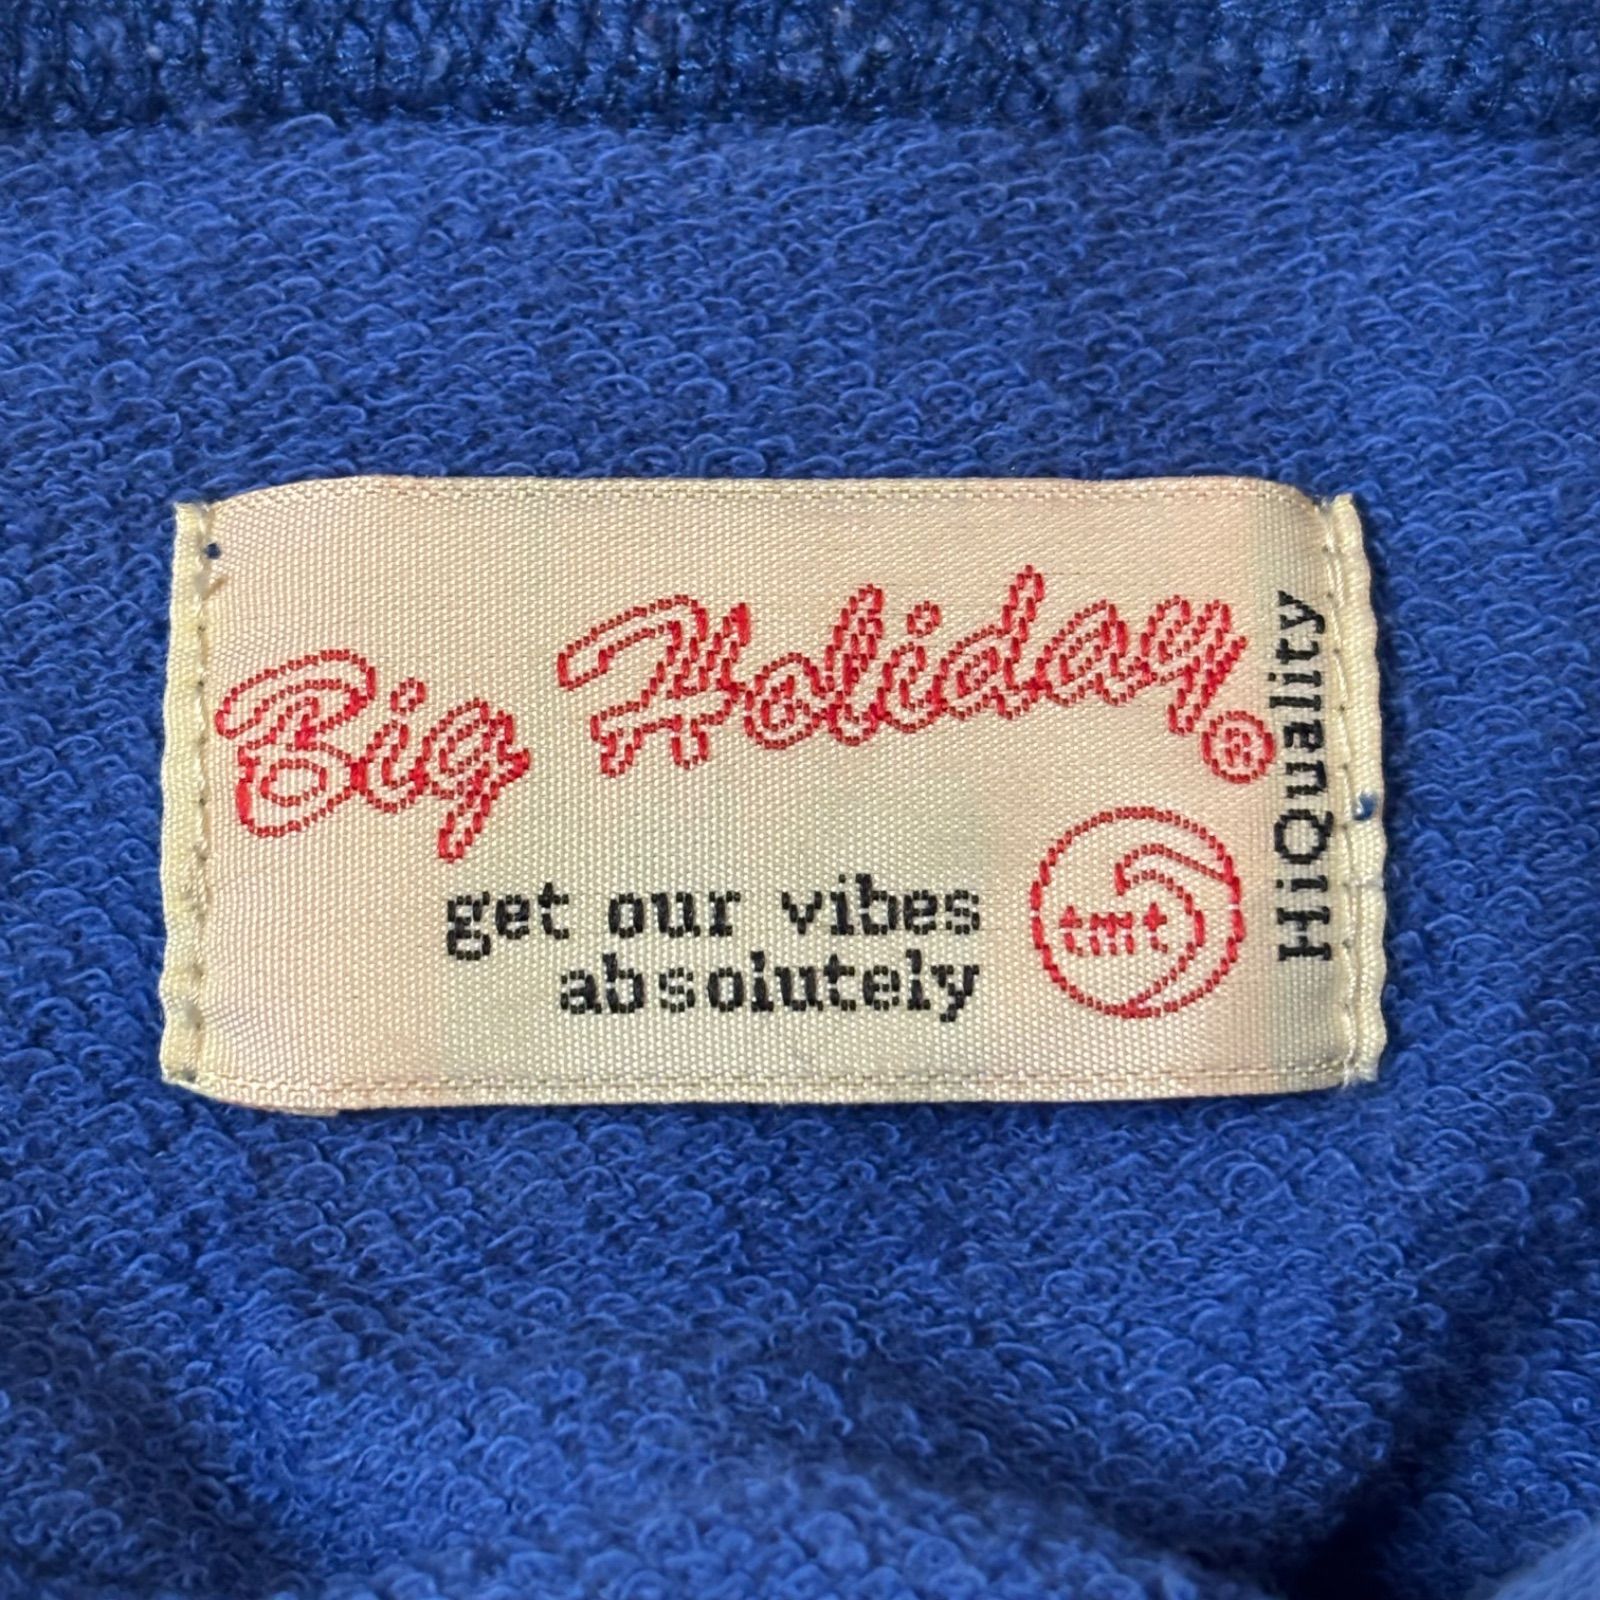 Big Holiday®
get our vibes
absolutely
tmt
HiQuality